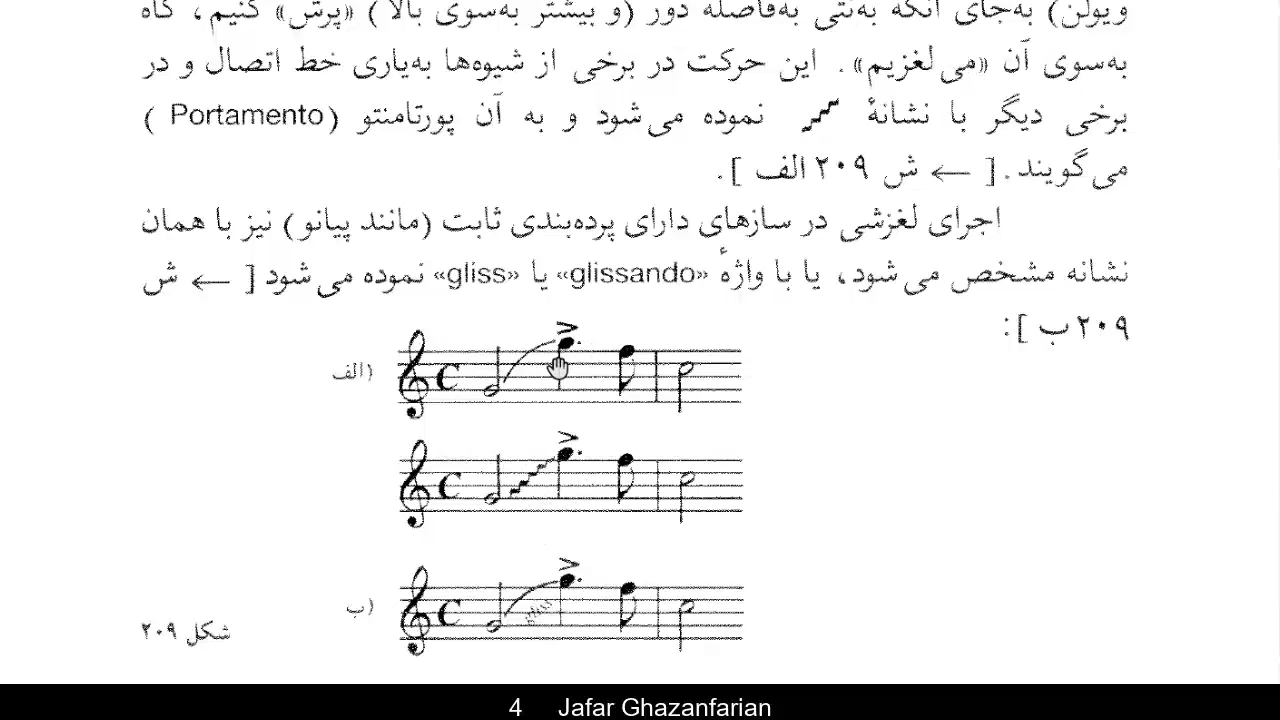 ویولن) به‌جای آنکه به‌نتی به‌فاصله دور (و بیشتر به‌سوی بالا) «پرش» کنیم، گاه
به‌سوی آن «می‌لغزیم». این حرکت در برخی از شیوه‌ها به‌یاری خط اتصال و در
برخی دیگر با نشانهٔ نموده می‌شود و به آن پورتامنتو (Portamento)
می‌گویند. [← ش ۲۰۹ الف].
اجرای لغزشی در سازهای دارای پرده‌بندی ثابت (مانند پیانو) نیز با همان
نشانه مشخص می‌شود، یا با واژهٔ «glissando» یا «gliss» نموده می‌شود [← ش
۲۰۹ ب]:
الف)
ب)
gliss
شکل ۲۰۹
4 Jafar Ghazanfarian